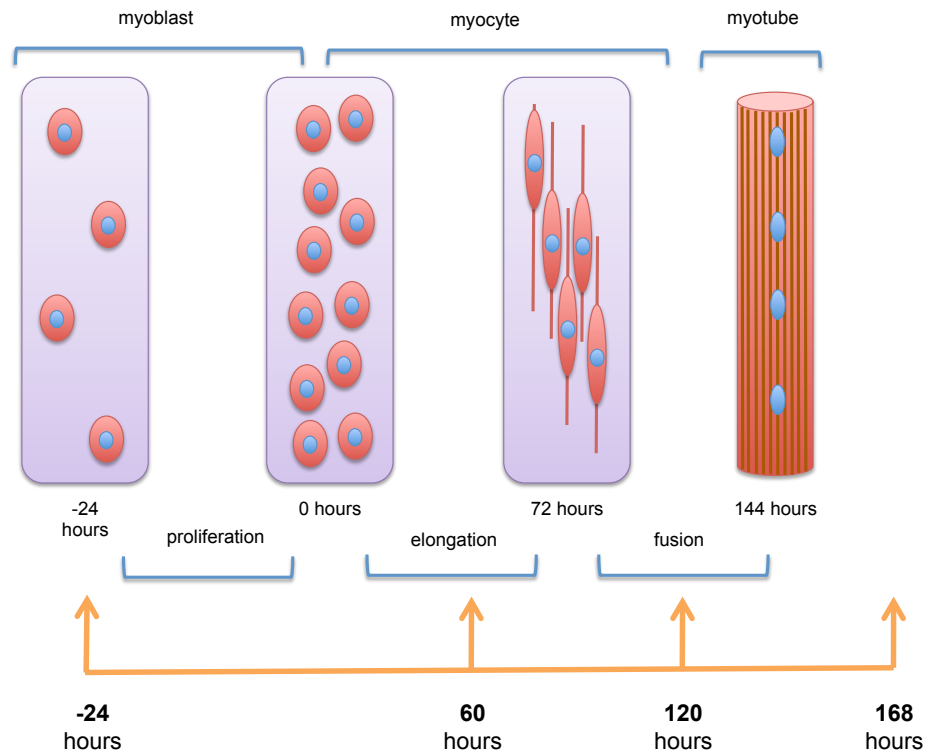 myoblast
myocyte
myotube
-24
hours
0 hours
72 hours
144 hours
proliferation
elongation
fusion
-24
hours
60
hours
120
hours
168
hours